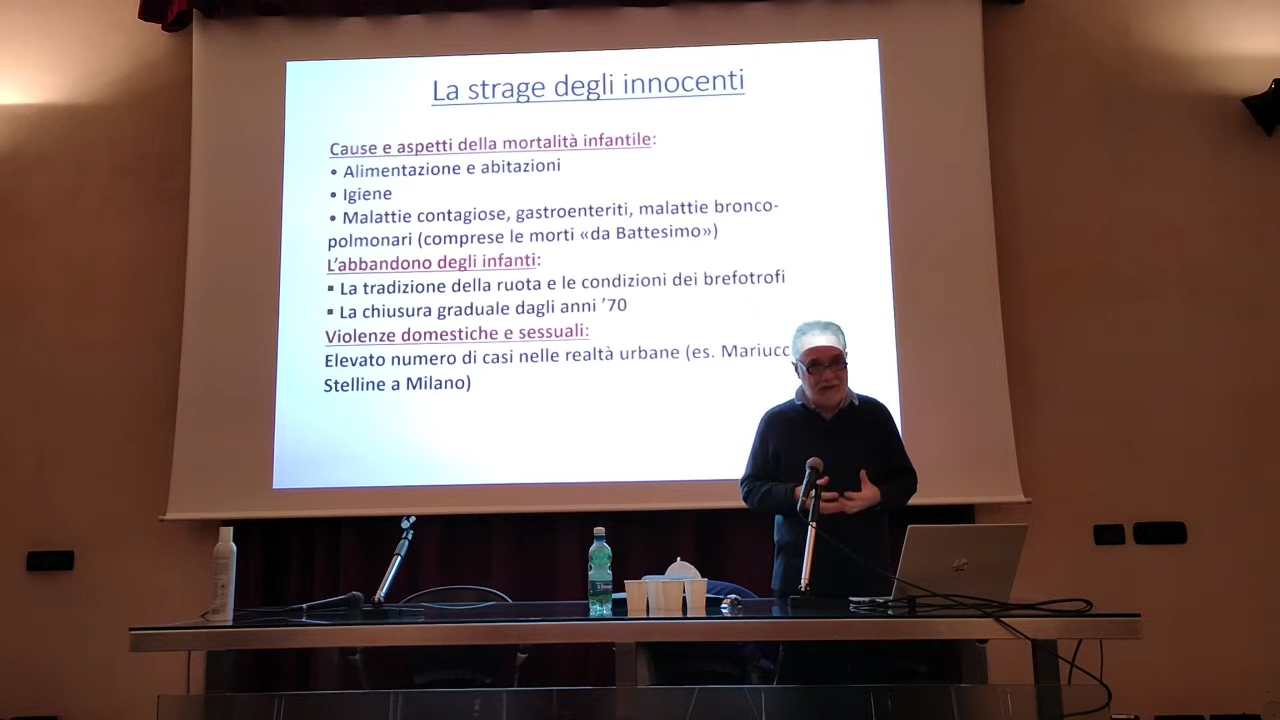 La strage degli innocenti
Cause e aspetti della mortalità infantile:
• Alimentazione e abitazioni
• Igiene
• Malattie contagiose, gastroenteriti, malattie bronco-
polmonari (comprese le morti «da Battesimo»)
L'abbandono degli infanti:
▪ La tradizione della ruota e le condizioni dei brefotrofi
▪ La chiusura graduale dagli anni '70
Violenze domestiche e sessuali:
Elevato numero di casi nelle realtà urbane (es. Mariucc
Stelline a Milano)
hp